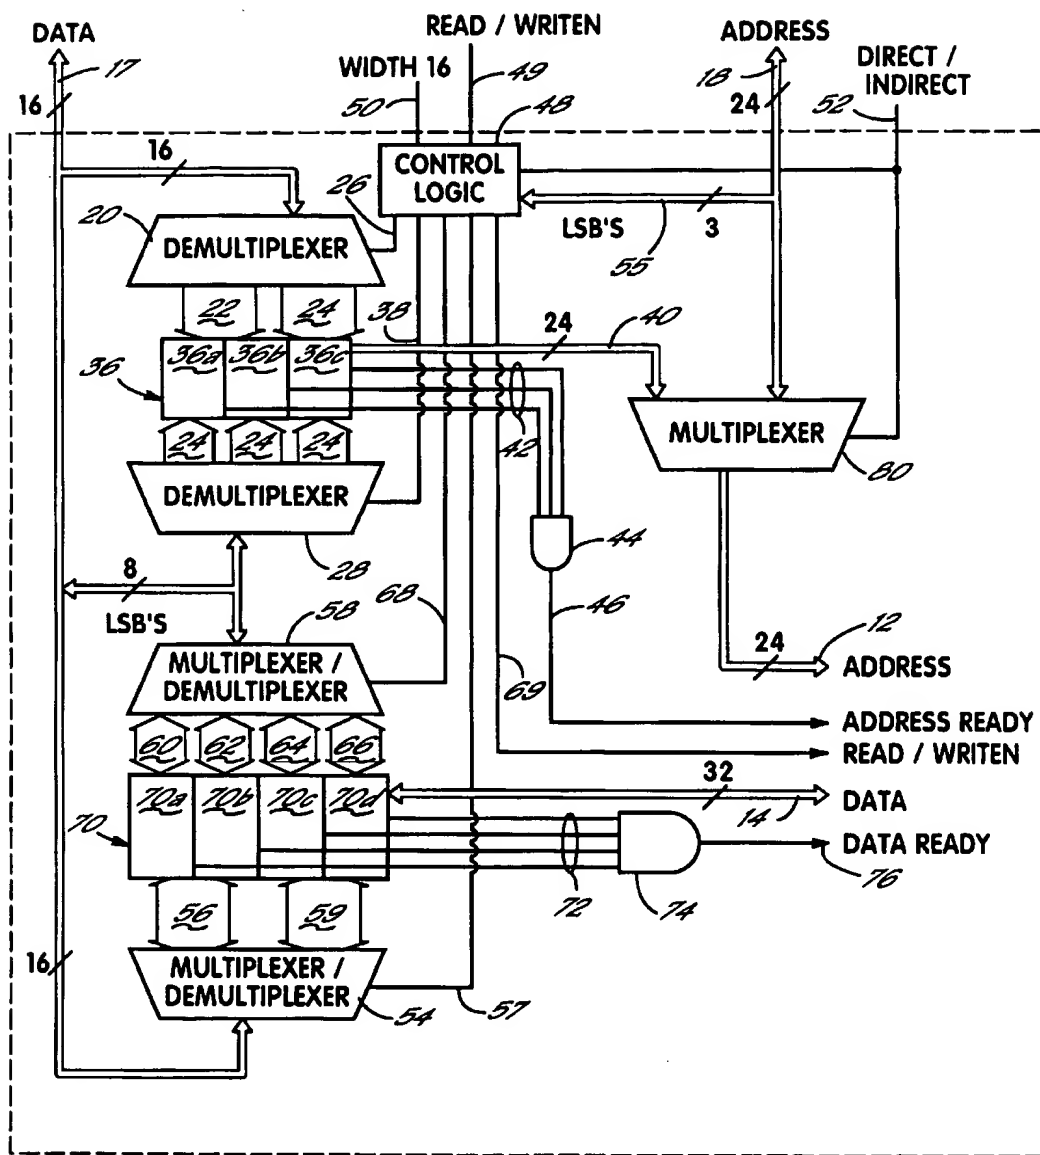 DATA
17
16
READ / WRITEN
WIDTH 16
49
50
48
ADDRESS
18
24
DIRECT /
INDIRECT
52
16
CONTROL
LOGIC
26
20
DEMULTIPLEXER
LSB'S
3
55
22
24
38
24
40
36
36a
36b
36c
42
MULTIPLEXER
80
24
24
24
DEMULTIPLEXER
28
44
8
LSB'S
68
46
58
MULTIPLEXER /
DEMULTIPLEXER
24
12
ADDRESS
69
60
62
64
66
ADDRESS READY
READ / WRITEN
70
70a
70b
70c
70d
32
14
DATA
DATA READY
72
74
76
56
59
16
MULTIPLEXER /
DEMULTIPLEXER
57
54